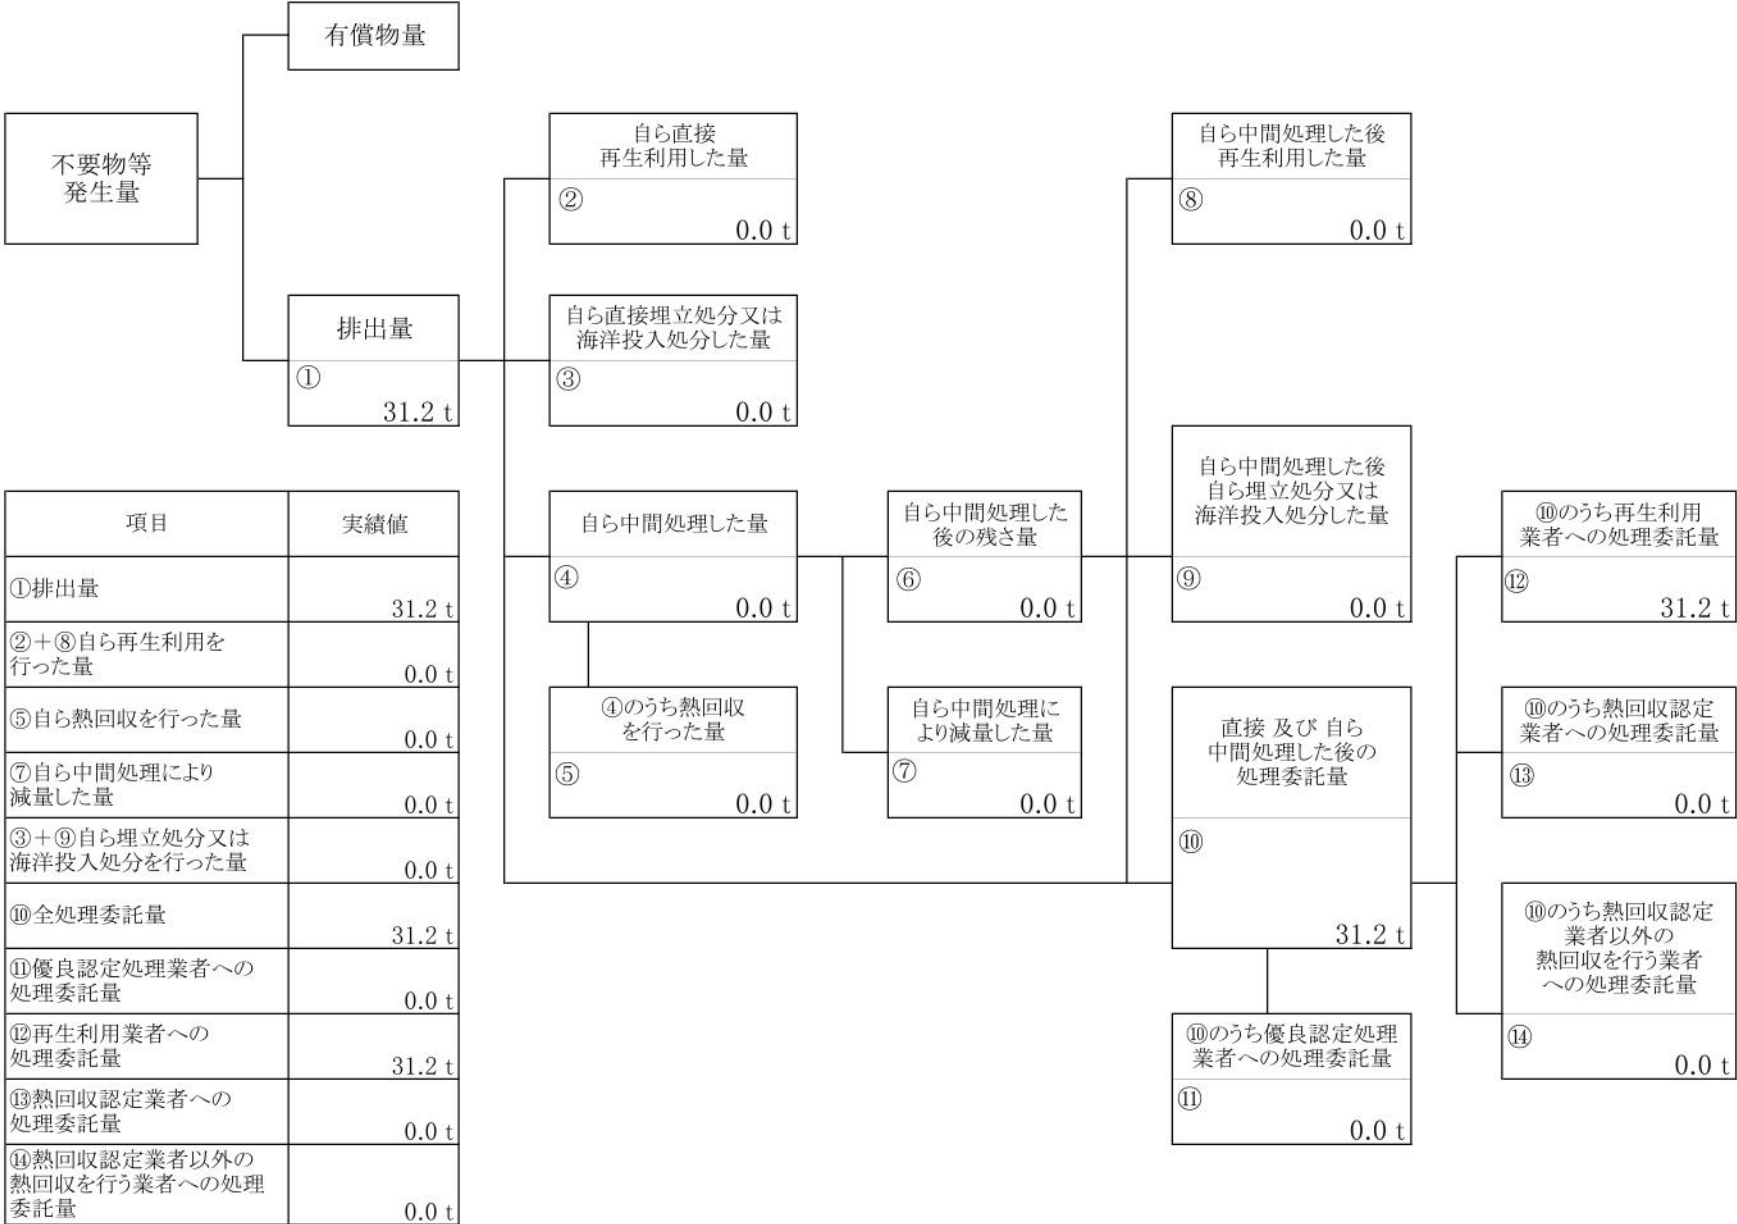 有償物量
不要物等
発生量
自ら直接
再生利用した量
②
0.0 t
自ら中間処理した後
再生利用した量
⑧
0.0 t
排出量
①
31.2 t
自ら直接埋立処分又は
海洋投入処分した量
③
0.0 t
自ら中間処理した量
④
0.0 t
自ら中間処理した
後の残さ量
⑥
0.0 t
自ら中間処理した後
自ら埋立処分又は
海洋投入処分した量
⑨
0.0 t
⑩のうち再生利用
業者への処理委託量
⑫
31.2 t
④のうち熱回収
を行った量
⑤
0.0 t
自ら中間処理に
より減量した量
⑦
0.0 t
直接 及び 自ら
中間処理した後の
処理委託量
⑩
31.2 t
⑩のうち熱回収認定
業者への処理委託量
⑬
0.0 t
⑩のうち熱回収認定
業者以外の
熱回収を行う業者
への処理委託量
⑭
0.0 t
⑩のうち優良認定処理
業者への処理委託量
⑪
0.0 t
項目 実績値
①排出量
31.2 t
②＋⑧自ら再生利用を
行った量
0.0 t
⑤自ら熱回収を行った量
0.0 t
⑦自ら中間処理により
減量した量
0.0 t
③＋⑨自ら埋立処分又は
海洋投入処分を行った量
0.0 t
⑩全処理委託量
31.2 t
⑪優良認定処理業者への
処理委託量
0.0 t
⑫再生利用業者への
処理委託量
31.2 t
⑬熱回収認定業者への
処理委託量
0.0 t
⑭熱回収認定業者以外の
熱回収を行う業者への処理
委託量
0.0 t